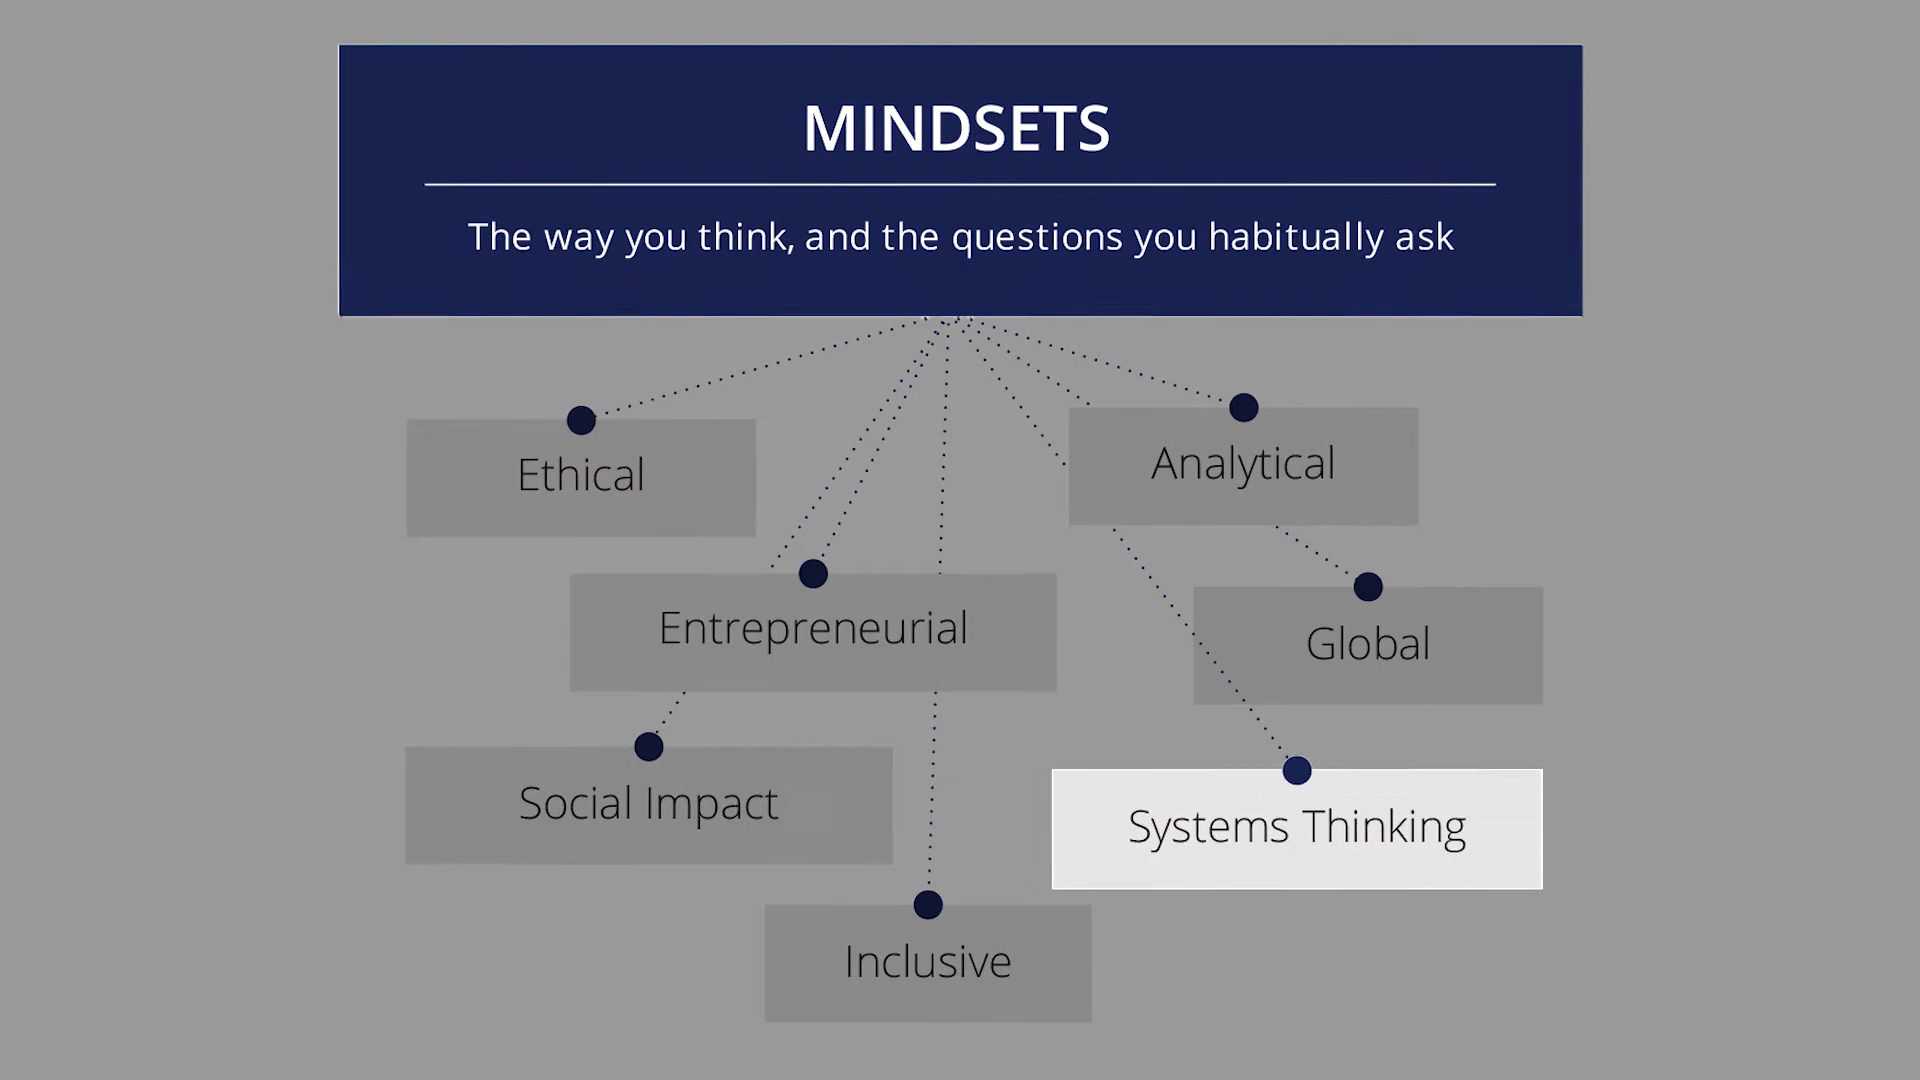 MINDSETS
The way you think, and the questions you habitually ask
Ethical
Analytical
Entrepreneurial
Global
Social Impact
Systems Thinking
Inclusive